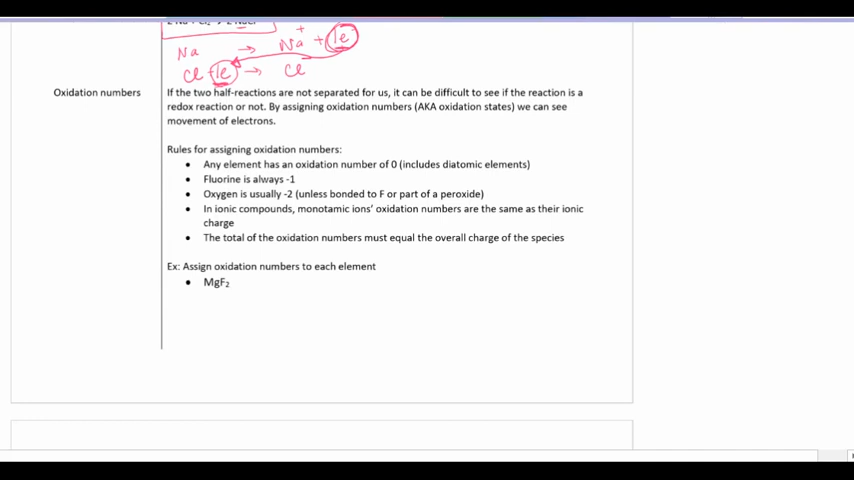 2 Na + Cl₂ → 2 NaCl
Na → Na⁺ + 1e⁻
Cl + 1e⁻ → Cl
Oxidation numbers
If the two half-reactions are not separated for us, it can be difficult to see if the reaction is a
redox reaction or not. By assigning oxidation numbers (AKA oxidation states) we can see
movement of electrons.
Rules for assigning oxidation numbers:
• Any element has an oxidation number of 0 (includes diatomic elements)
• Fluorine is always -1
• Oxygen is usually -2 (unless bonded to F or part of a peroxide)
• In ionic compounds, monotamic ions' oxidation numbers are the same as their ionic
charge
• The total of the oxidation numbers must equal the overall charge of the species
Ex: Assign oxidation numbers to each element
• MgF₂